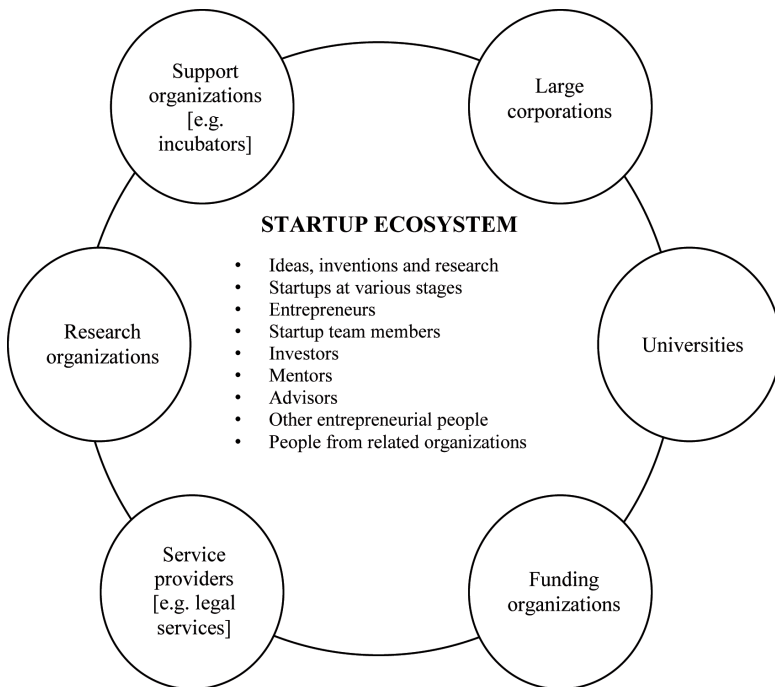 Support
organizations
[e.g.
incubators]
Large
corporations
STARTUP ECOSYSTEM
• Ideas, inventions and research
• Startups at various stages
• Entrepreneurs
• Startup team members
• Investors
• Mentors
• Advisors
• Other entrepreneurial people
• People from related organizations
Research
organizations
Universities
Service
providers
[e.g. legal
services]
Funding
organizations